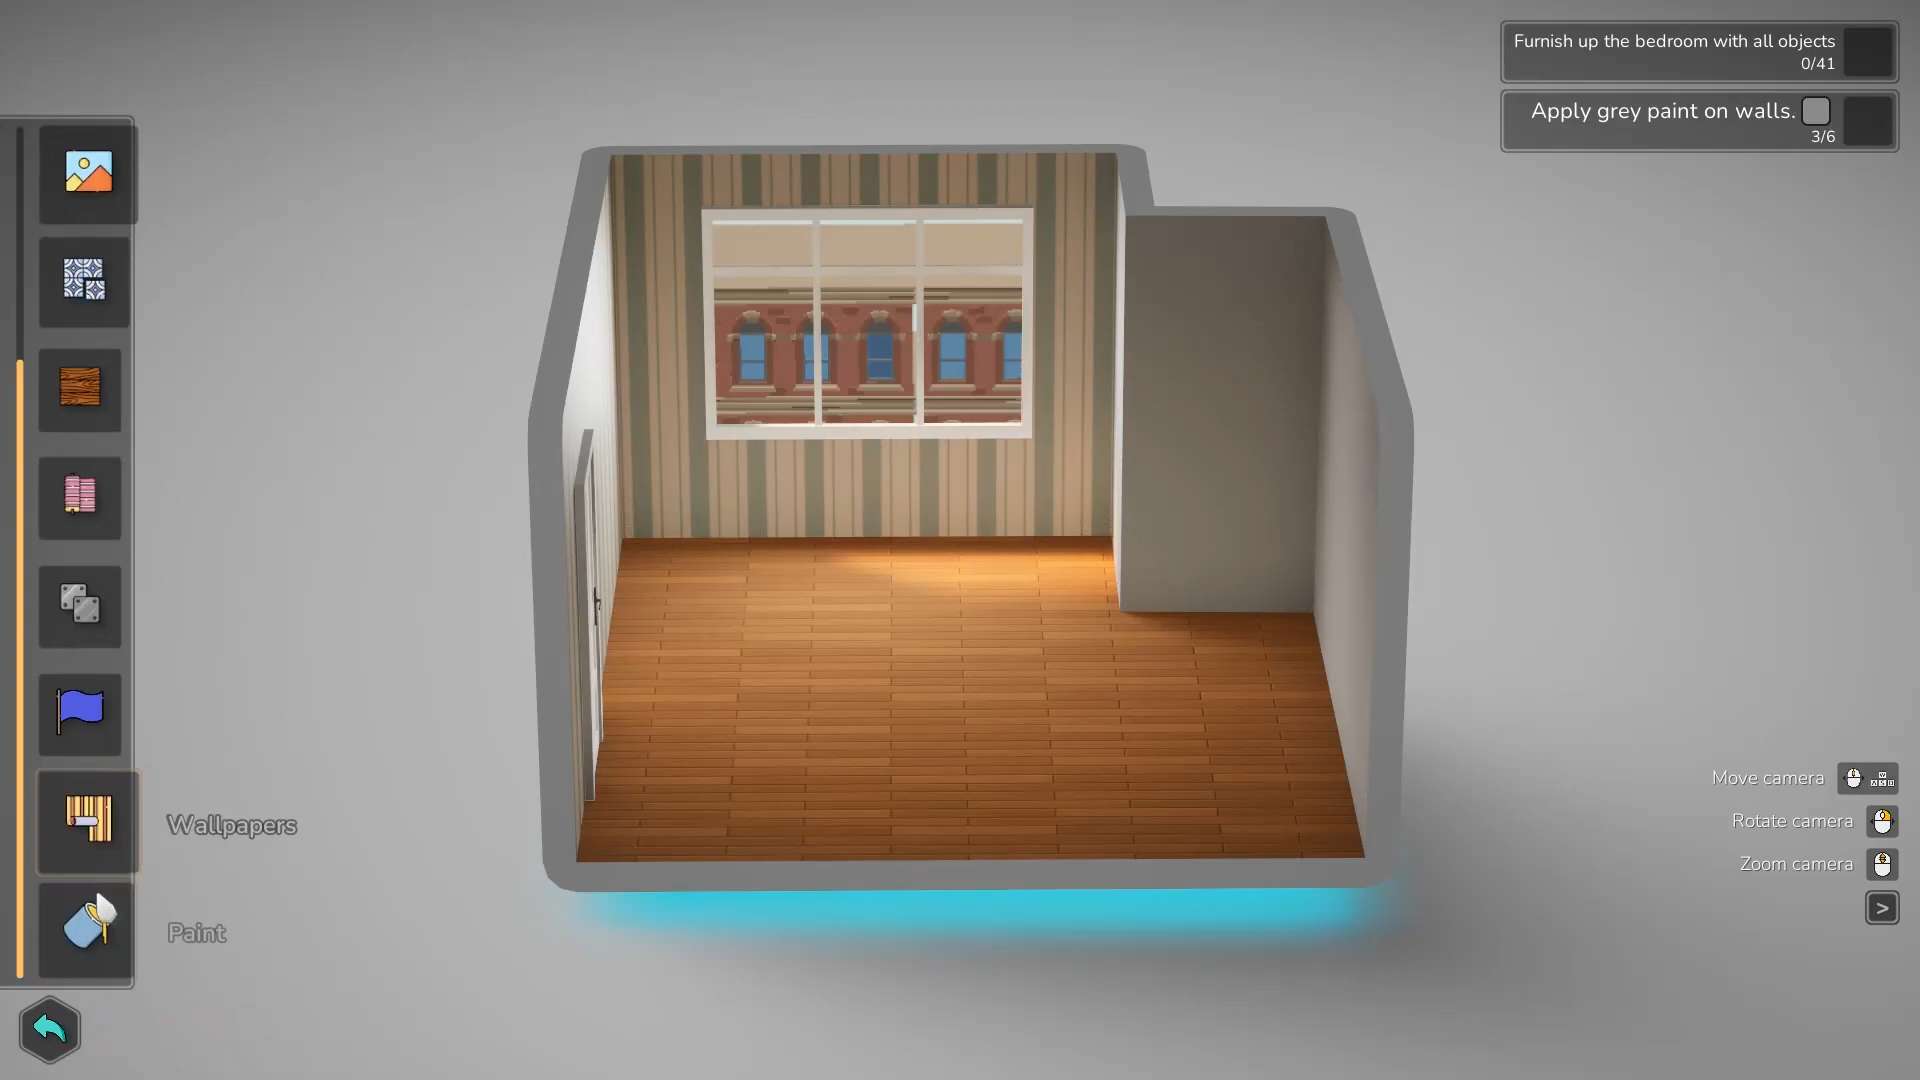 Furnish up the bedroom with all objects
0/41
Apply grey paint on walls.
3/6
Wallpapers
Paint
Move camera
Rotate camera
Zoom camera
>